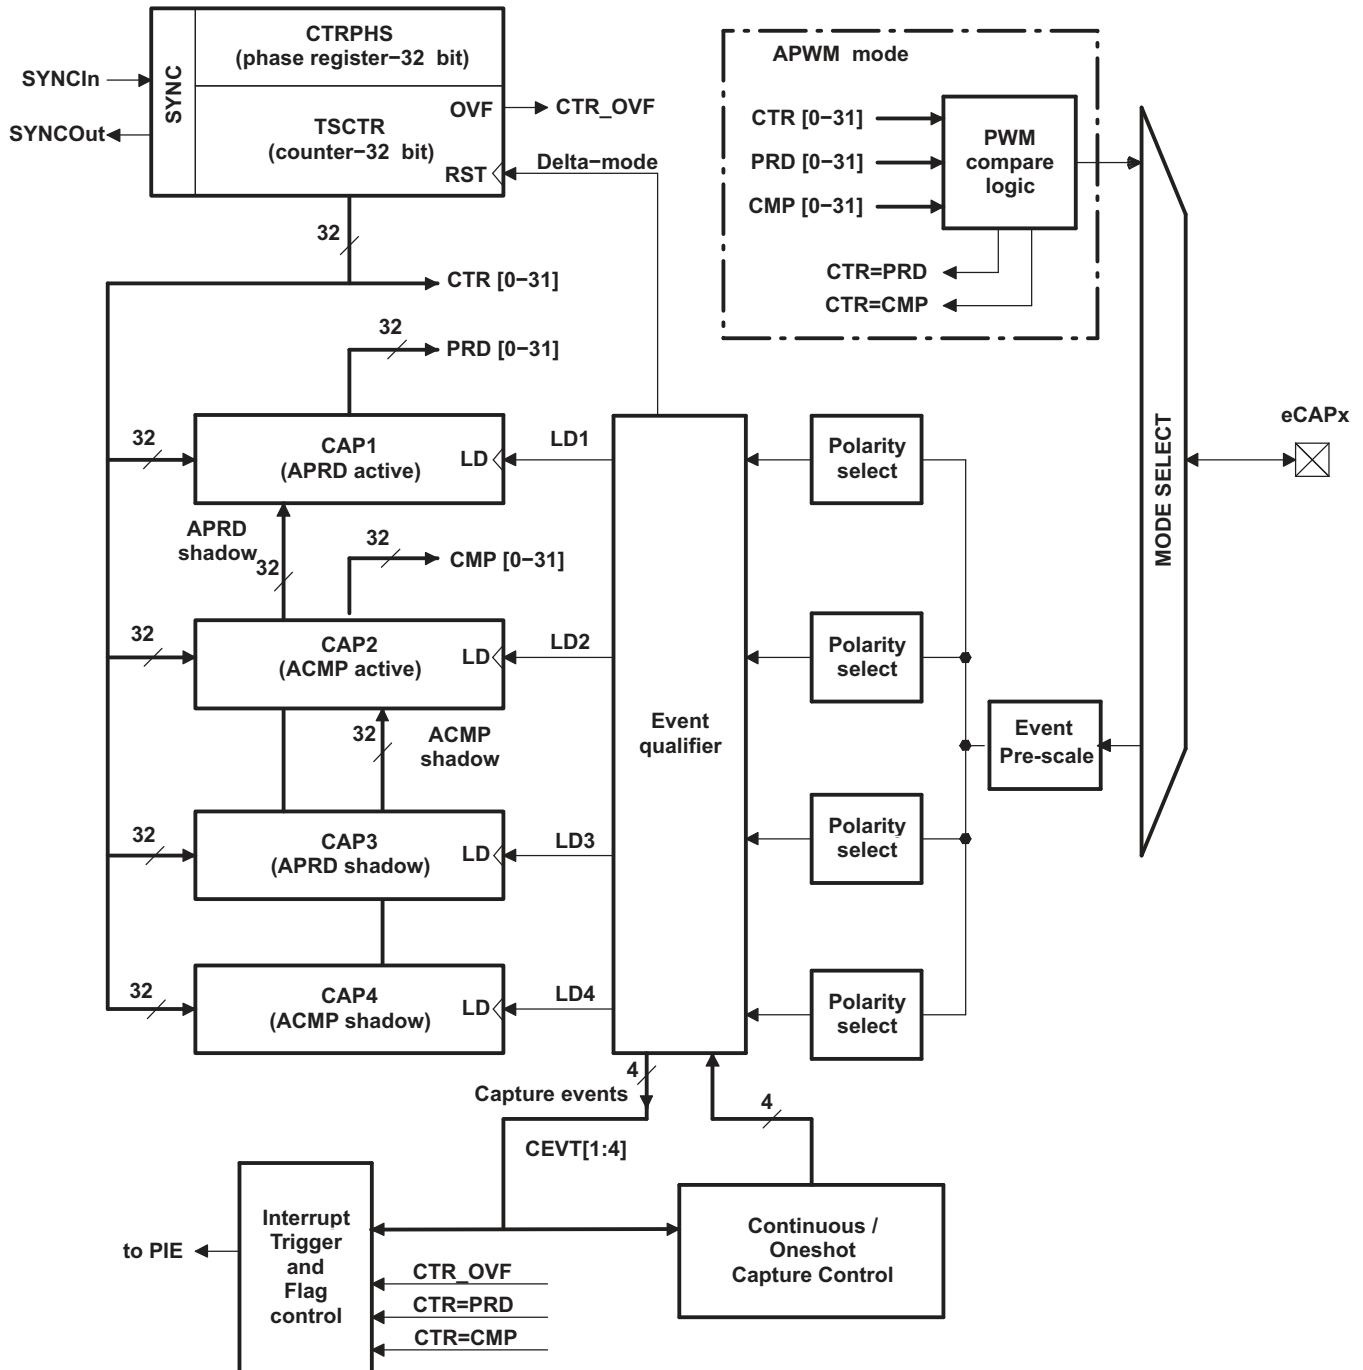 CTRPHS
(phase register−32 bit)
SYNC
SYNCIn
SYNCOut
OVF
CTR_OVF
TSCTR
(counter−32 bit)
RST
Delta−mode
32
CTR [0−31]
32
PRD [0−31]
APWM mode
CTR [0−31]
PRD [0−31]
CMP [0−31]
PWM
compare
logic
CTR=PRD
CTR=CMP
MODE SELECT
eCAPx
32
CAP1
(APRD active)
LD
LD1
Polarity
select
APRD
shadow
32
32
CMP [0−31]
32
CAP2
(ACMP active)
LD
LD2
Polarity
select
32
ACMP
shadow
Event
qualifier
Event
Pre-scale
32
CAP3
(APRD shadow)
LD
LD3
Polarity
select
32
CAP4
(ACMP shadow)
LD
LD4
Polarity
select
4
Capture events
CEVT[1:4]
4
Interrupt
Trigger
and
Flag
control
to PIE
CTR_OVF
CTR=PRD
CTR=CMP
Continuous /
Oneshot
Capture Control